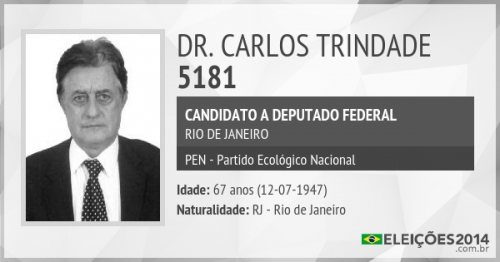 DR. CARLOS TRINDADE
5181
CANDIDATO A DEPUTADO FEDERAL
RIO DE JANEIRO
PEN - Partido Ecológico Nacional
Idade: 67 anos (12-07-1947)
Naturalidade: RJ - Rio de Janeiro
ELEIÇÕES2014
.com.br